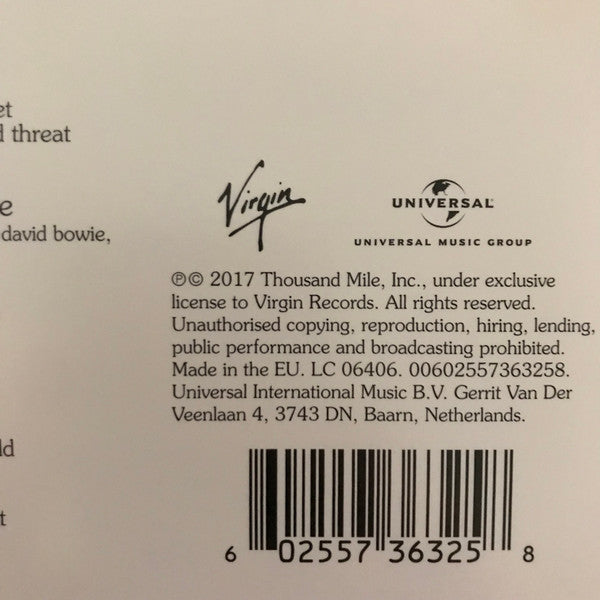 et
d threat
e
david bowie,
ld
t
Virgin
UNIVERSAL
UNIVERSAL MUSIC GROUP
℗© 2017 Thousand Mile, Inc., under exclusive
license to Virgin Records. All rights reserved.
Unauthorised copying, reproduction, hiring, lending,
public performance and broadcasting prohibited.
Made in the EU. LC 06406. 00602557363258.
Universal International Music B.V. Gerrit Van Der
Veenlaan 4, 3743 DN, Baarn, Netherlands.
6 02557 36325 8